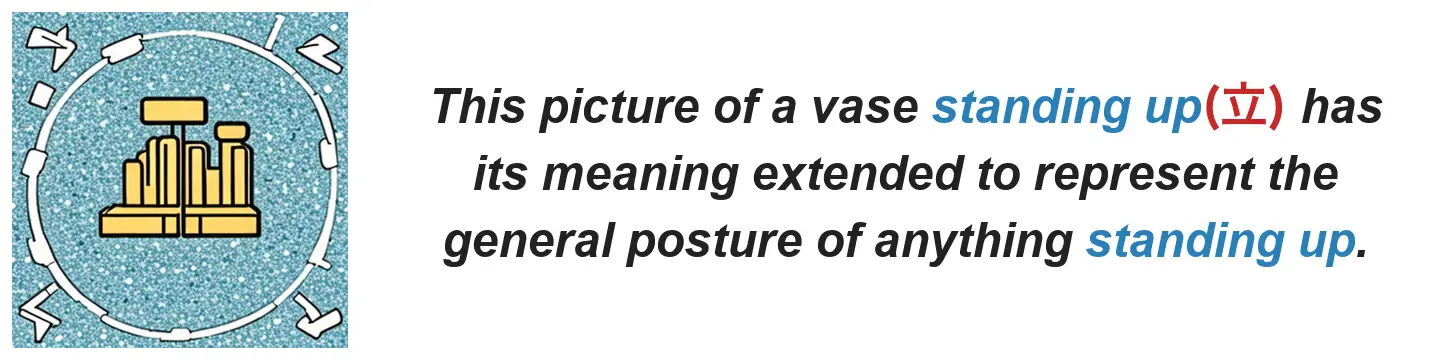 This picture of a vase standing up(立) has
its meaning extended to represent the
general posture of anything standing up.